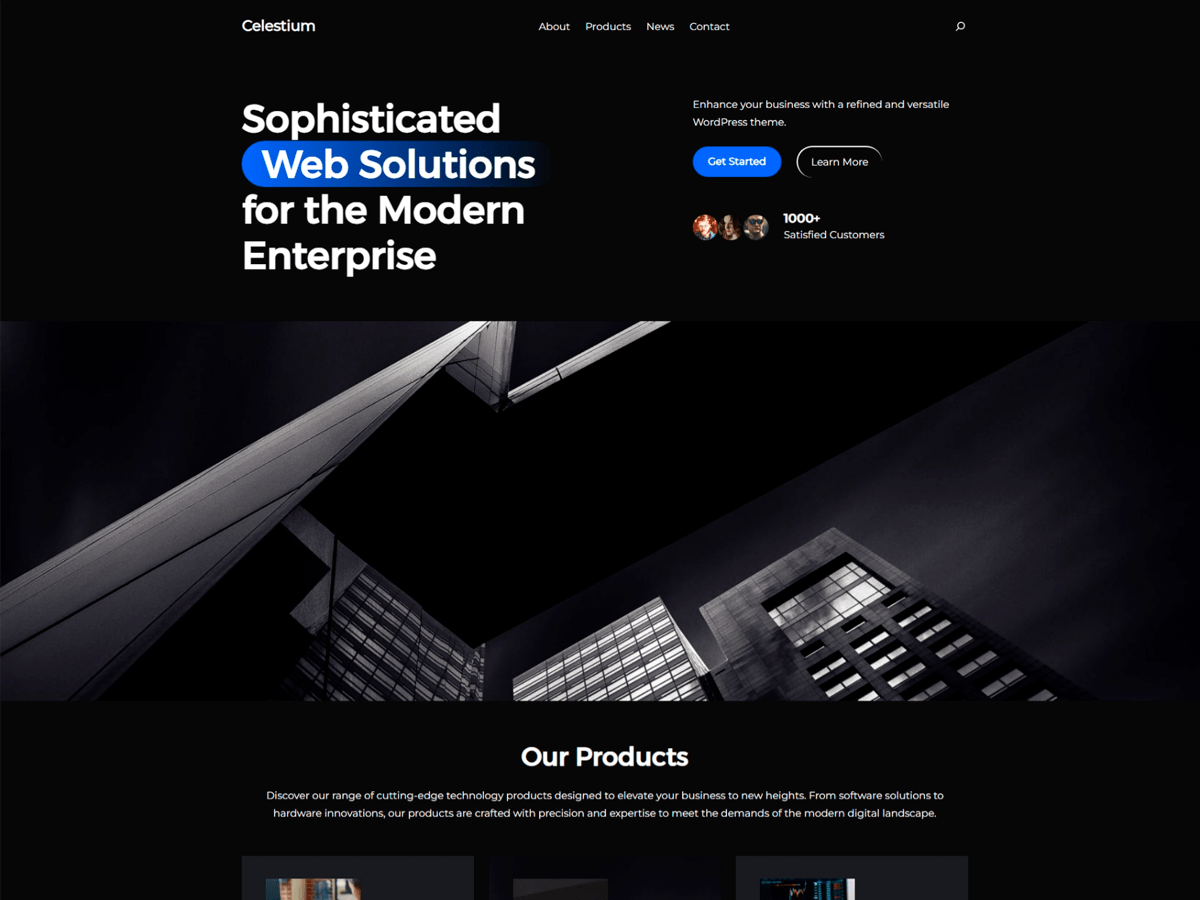 Celestium
About Products News Contact
Sophisticated
Web Solutions
for the Modern
Enterprise
Enhance your business with a refined and versatile
WordPress theme.
Get Started Learn More
1000+
Satisfied Customers
Our Products
Discover our range of cutting-edge technology products designed to elevate your business to new heights. From software solutions to
hardware innovations, our products are crafted with precision and expertise to meet the demands of the modern digital landscape.